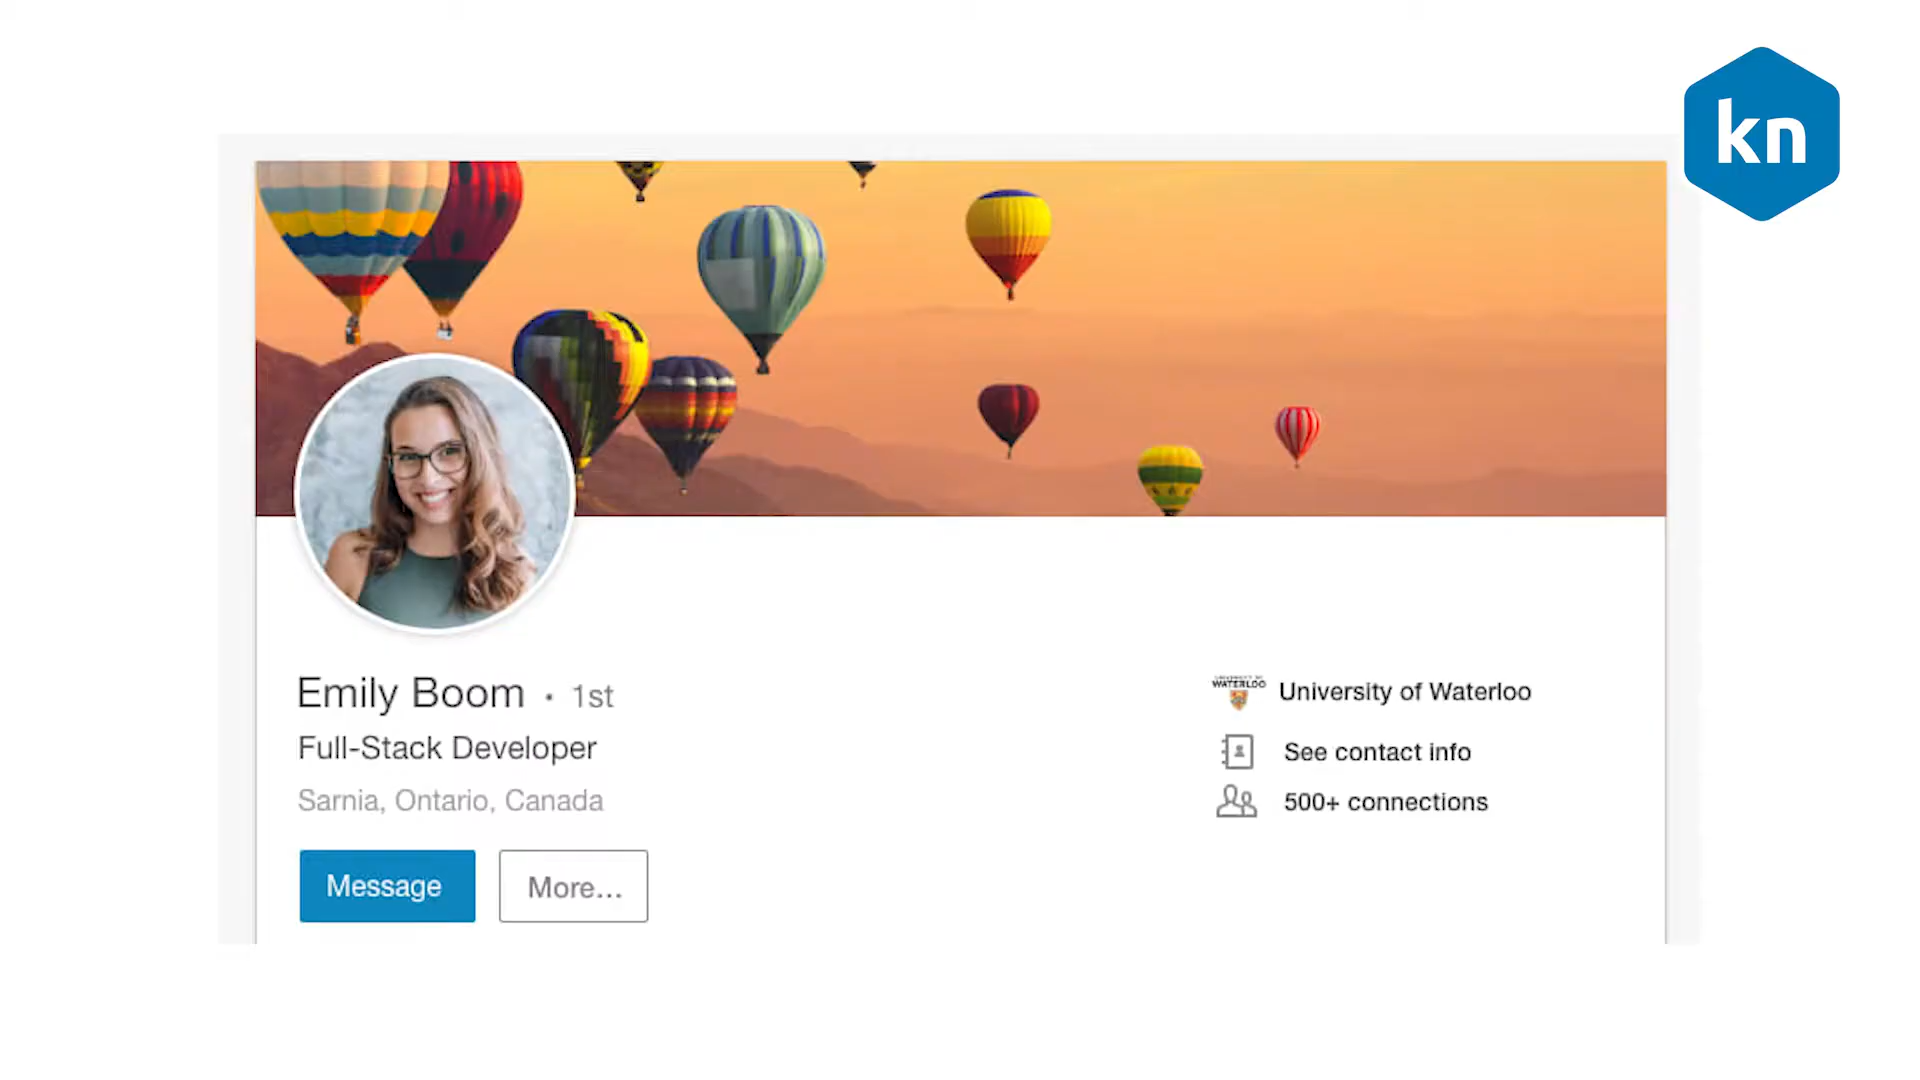 kn
Emily Boom · 1st
Full-Stack Developer
Sarnia, Ontario, Canada
Message
More...
WATERLOO
University of Waterloo
See contact info
500+ connections